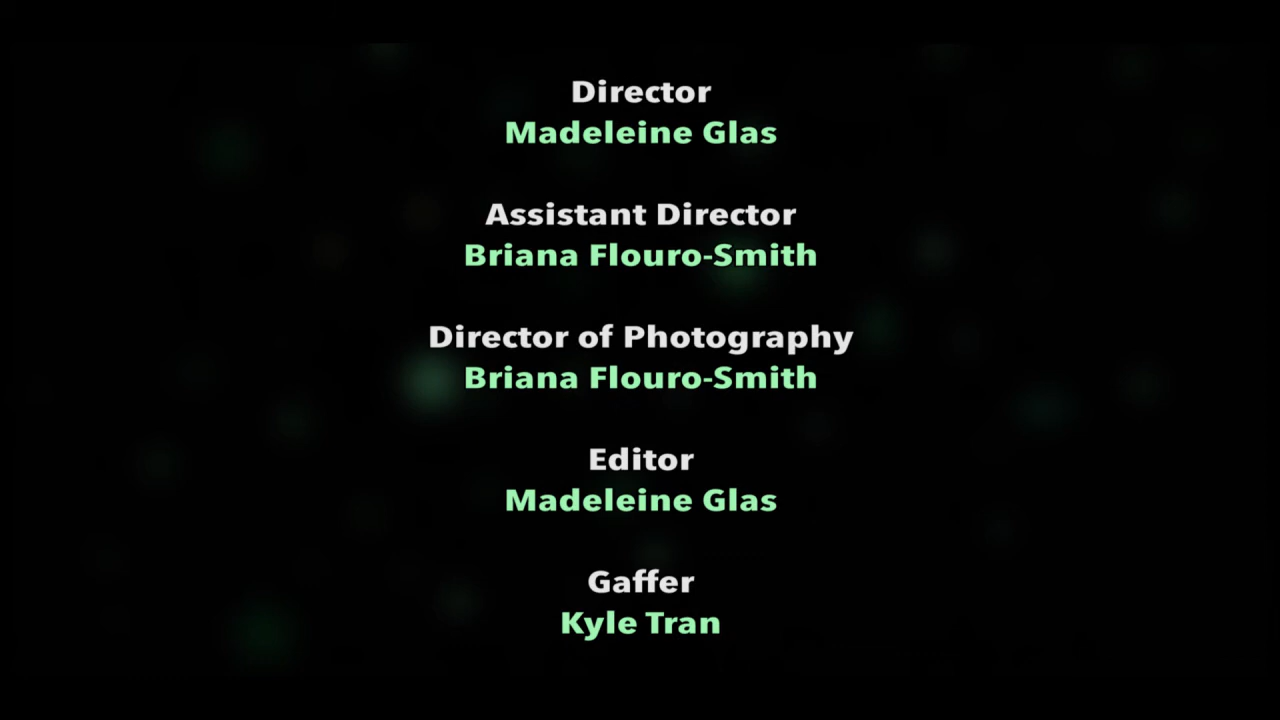 Director
Madeleine Glas
Assistant Director
Briana Flouro-Smith
Director of Photography
Briana Flouro-Smith
Editor
Madeleine Glas
Gaffer
Kyle Tran